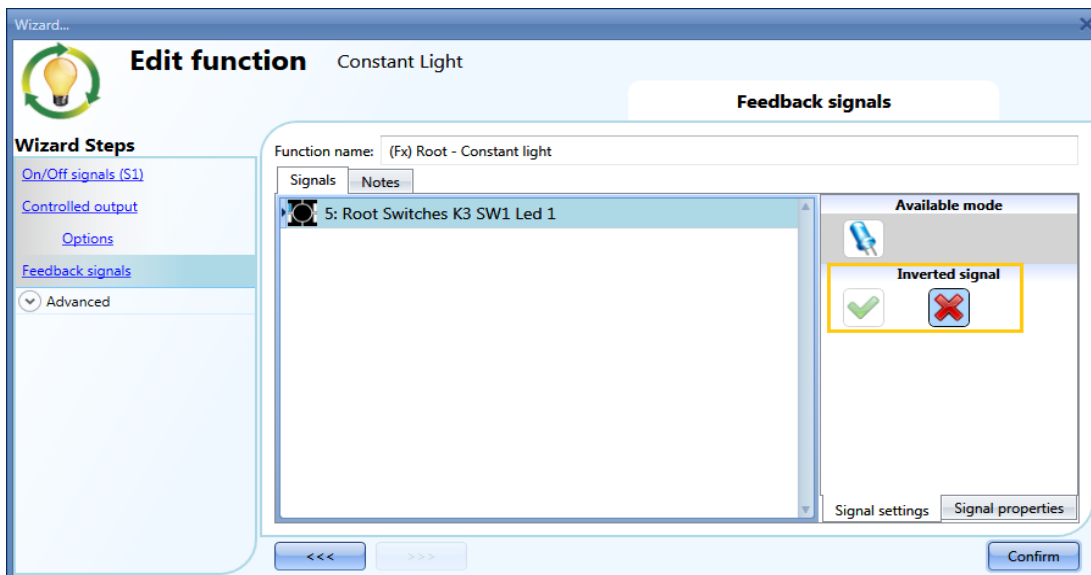 Wizard...
Edit function Constant Light
Feedback signals
Wizard Steps
On/Off signals (S1)
Controlled output
Options
Feedback signals
Advanced
Function name: (Fx) Root - Constant light
Signals Notes
5: Root Switches K3 SW1 Led 1
Available mode
Inverted signal
Signal settings Signal properties
<<< >>> Confirm